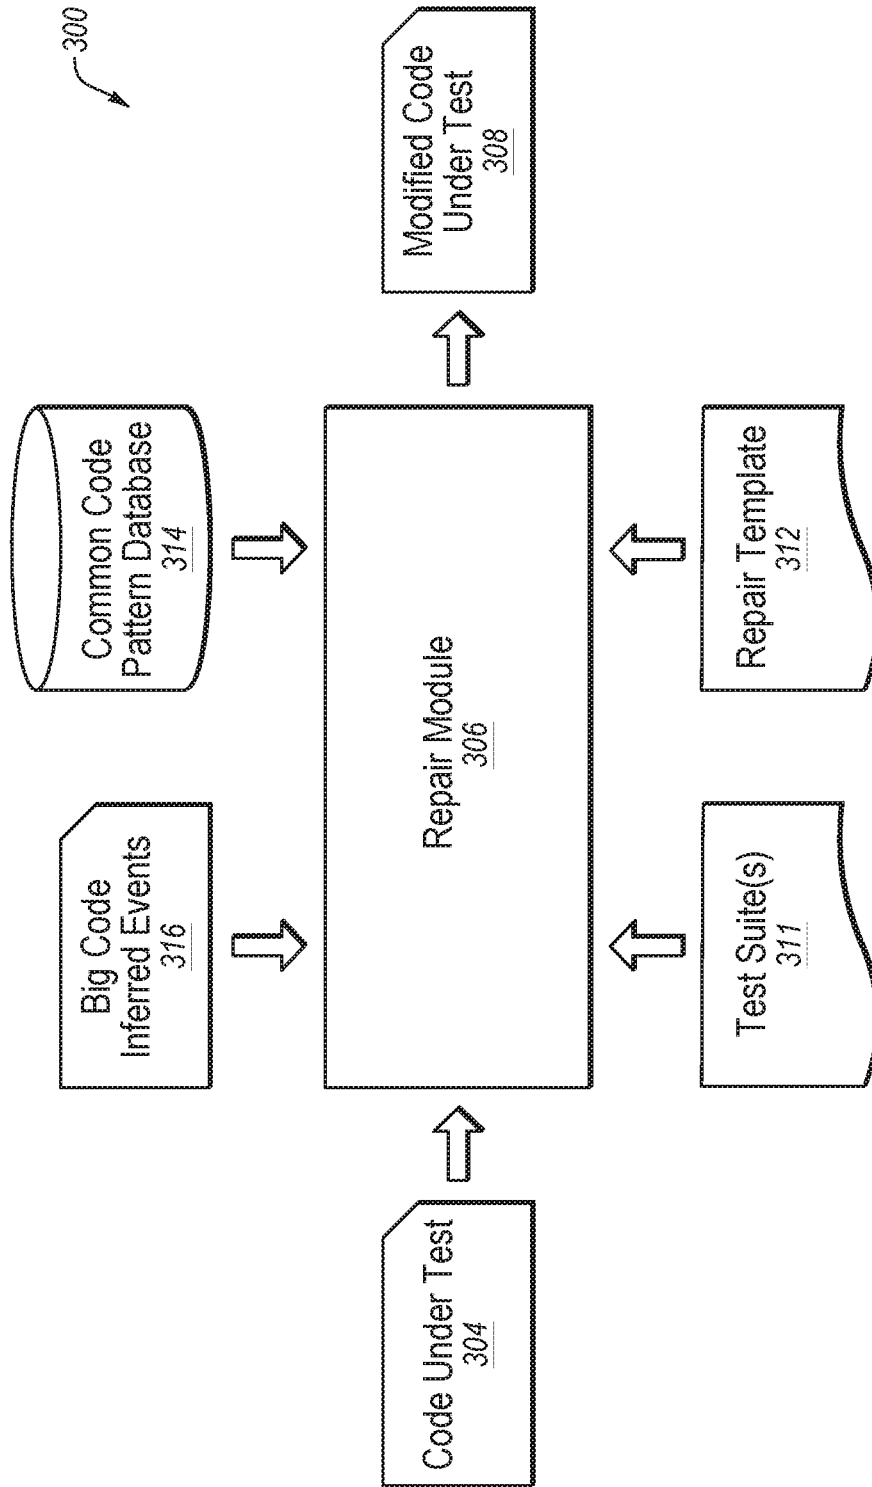 300
Big Code
Inferred Events
316
Common Code
Pattern Database
314
Code Under Test
304
Repair Module
306
Modified Code
Under Test
308
Test Suite(s)
311
Repair Template
312